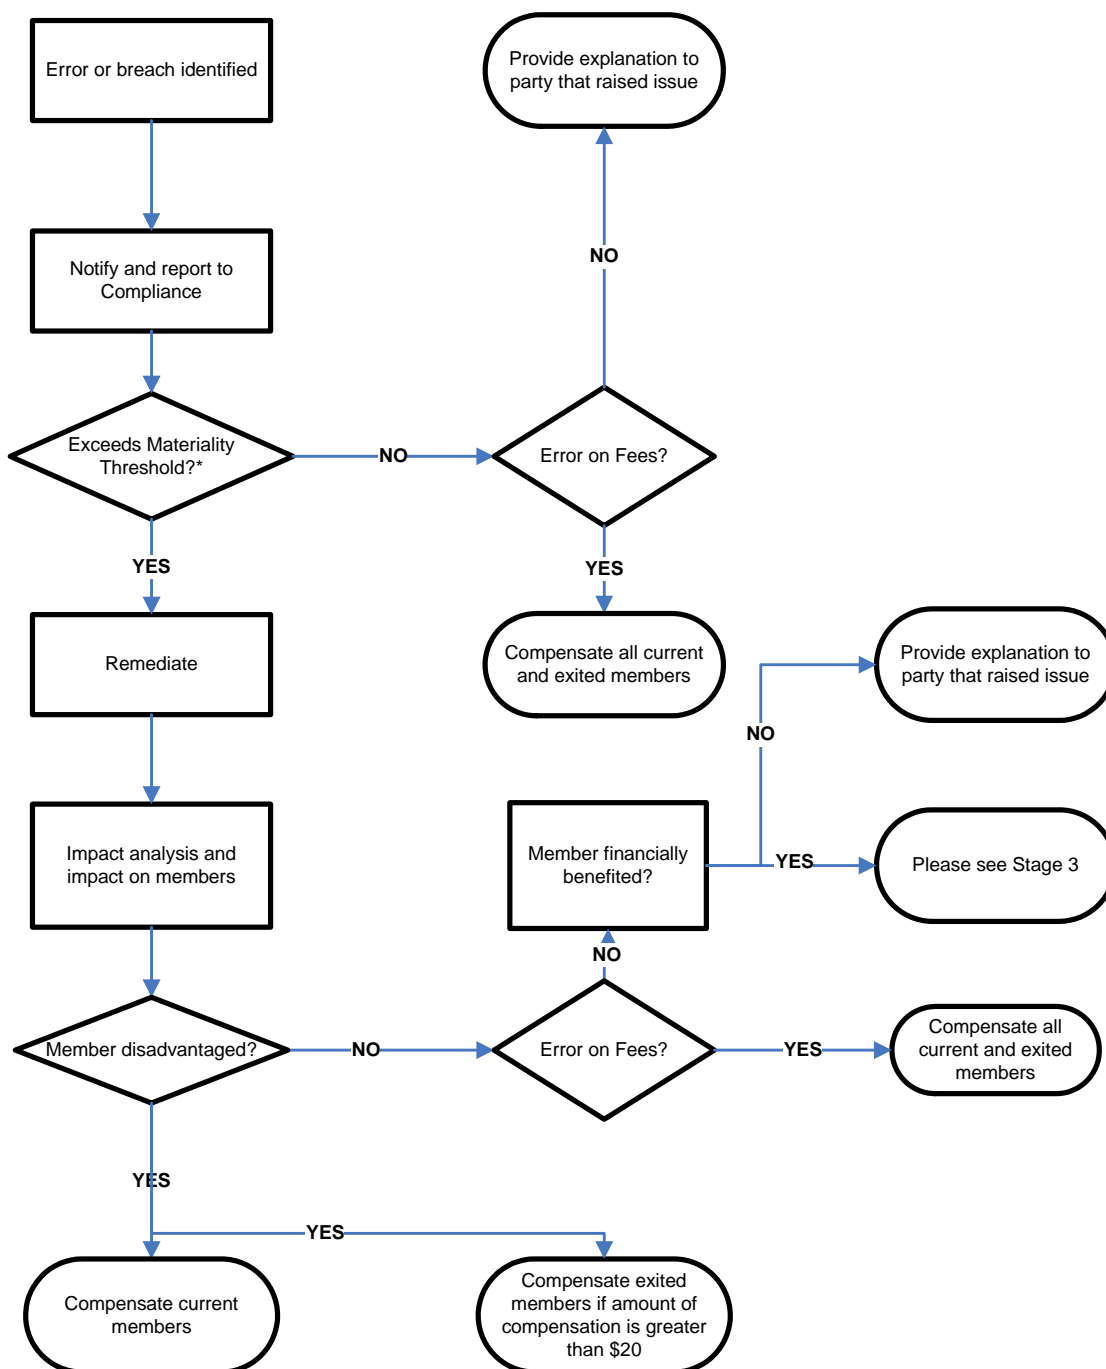 Error or breach identified
Provide explanation to
party that raised issue
Notify and report to
Compliance
NO
Exceeds Materiality
Threshold?*
NO
Error on Fees?
YES
YES
Remediate
Compensate all current
and exited members
Provide explanation to
party that raised issue
NO
Impact analysis and
impact on members
Member financially
benefited?
YES
Please see Stage 3
NO
Member disadvantaged?
NO
Error on Fees?
YES
Compensate all
current and exited
members
YES
YES
Compensate current
members
Compensate exited
members if amount of
compensation is greater
than $20